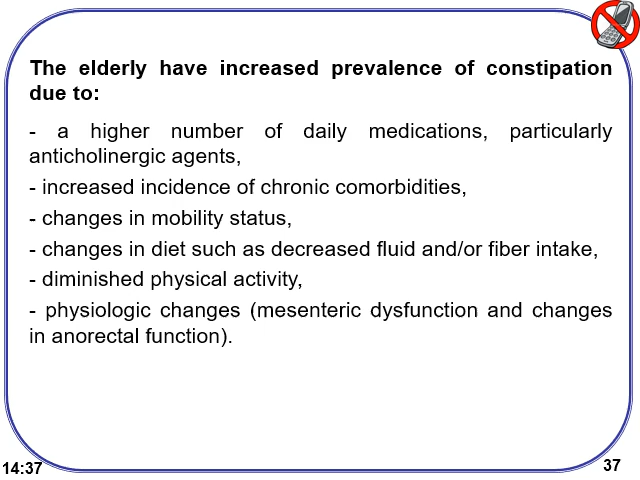 The elderly have increased prevalence of constipation
due to:
- a higher number of daily medications, particularly
anticholinergic agents,
- increased incidence of chronic comorbidities,
- changes in mobility status,
- changes in diet such as decreased fluid and/or fiber intake,
- diminished physical activity,
- physiologic changes (mesenteric dysfunction and changes
in anorectal function).
14:37
37